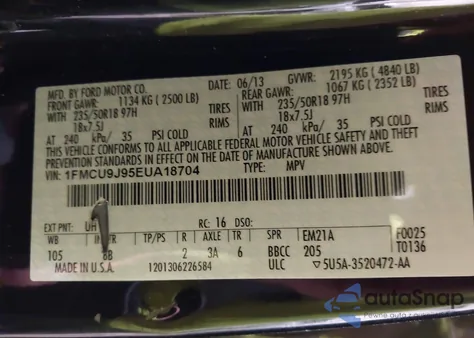 MFD. BY FORD MOTOR CO.
DATE: 06/13 GVWR: 2195 KG ( 4840 LB)
FRONT GAWR: 1134 KG ( 2500 LB) REAR GAWR: 1067 KG ( 2352 LB)
WITH 235/50R18 97H TIRES WITH 235/50R18 97H TIRES
18x7.5J RIMS 18x7.5J RIMS
AT 240 kPa/ 35 PSI COLD AT 240 kPa/ 35 PSI COLD
THIS VEHICLE CONFORMS TO ALL APPLICABLE FEDERAL MOTOR VEHICLE SAFETY AND THEFT
PREVENTION STANDARDS IN EFFECT ON THE DATE OF MANUFACTURE SHOWN ABOVE.
VIN: 1FMCU9J95EUA18704 TYPE: MPV
EXT PNT: UH RC: 16 DSO:
WB TP/PS R AXLE TR SPR EM21A F0025
105 8B 2 3A 6 BBCC 205 T0136
MADE IN U.S.A. 1201306226584 ULC ▽5U5A-3520472-AA
autoSnap